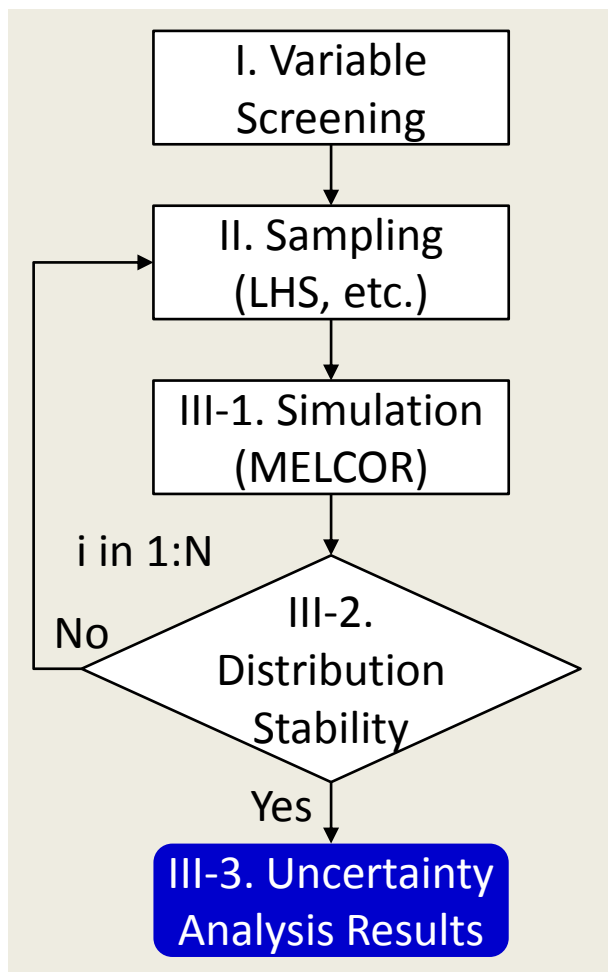 I. Variable
Screening
II. Sampling
(LHS, etc.)
III-1. Simulation
(MELCOR)
i in 1:N
No
III-2.
Distribution
Stability
Yes
III-3. Uncertainty
Analysis Results